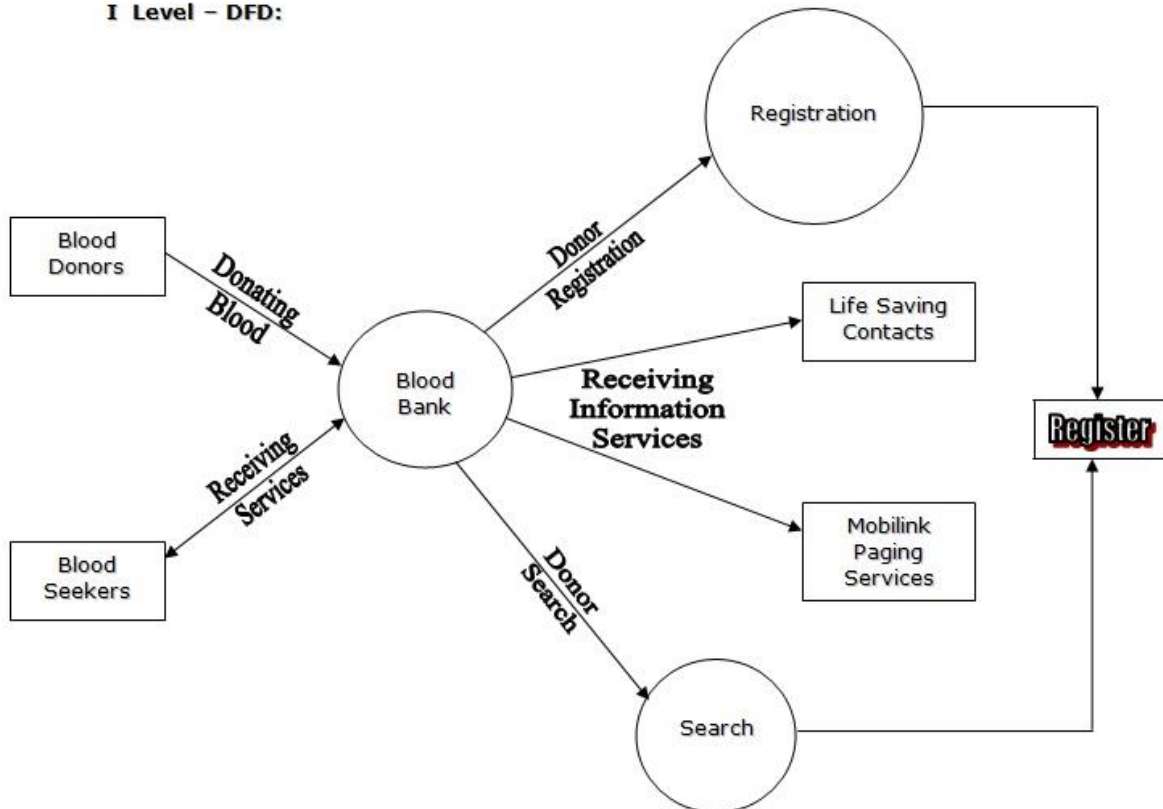 I Level – DFD:
Registration
Blood
Donors
Donating
Blood
Donor
Registration
Life Saving
Contacts
Blood
Bank
Receiving
Information
Services
Register
Receiving
Services
Mobilink
Paging
Services
Blood
Seekers
Donor
Search
Search